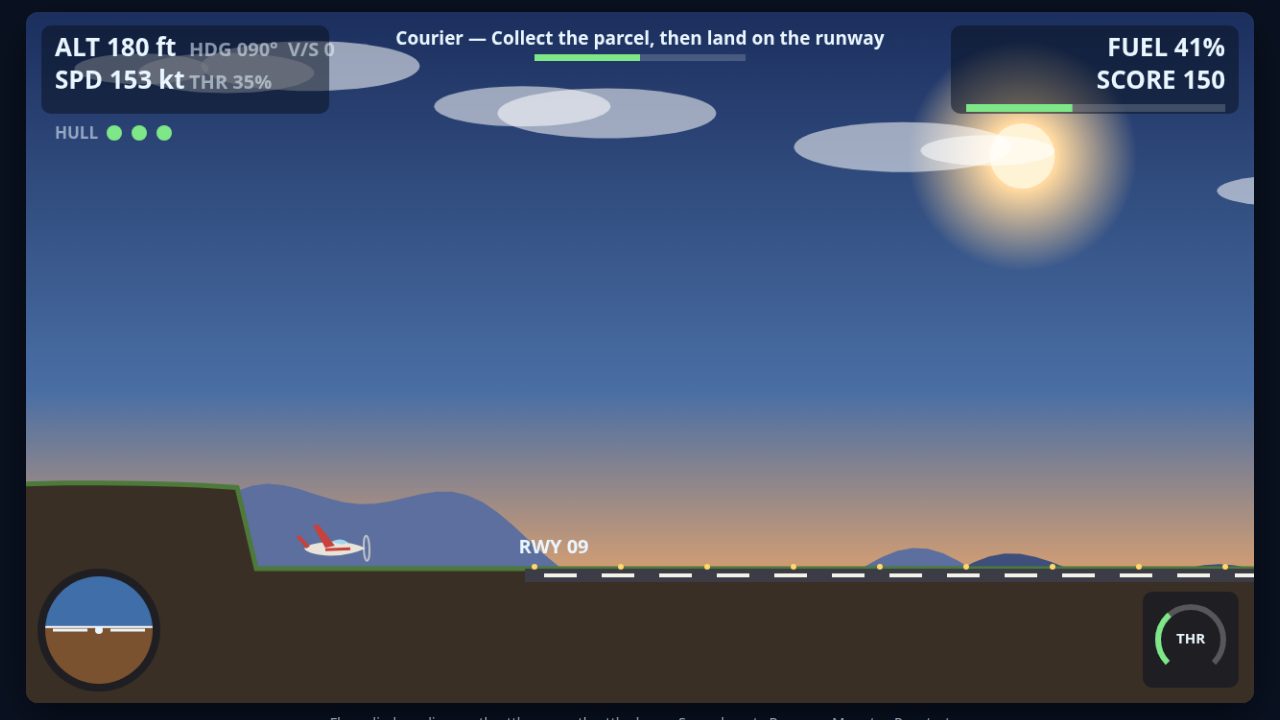 ALT 180 ft HDG 090° V/S 0
SPD 153 kt THR 35%
HULL
Courier — Collect the parcel, then land on the runway
FUEL 41%
SCORE 150
RWY 09
THR